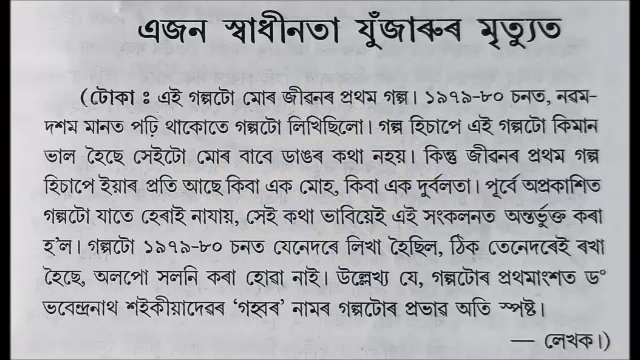 এজন স্বাধীনতা যুঁজাৰুৰ মৃত্যুত
(টোকা : এই গল্পটো মোৰ জীৱনৰ প্ৰথম গল্প। ১৯৭৯-৮০ চনত, নৱম-
দশম মানত পঢ়ি থাকোতে গল্পটো লিখিছিলো। গল্প হিচাপে এই গল্পটো কিমান
ভাল হৈছে সেইটো মোৰ বাবে ডাঙৰ কথা নহয়। কিন্তু জীৱনৰ প্ৰথম গল্প
হিচাপে ইয়াৰ প্ৰতি আছে কিবা এক মোহ, কিবা এক দুৰ্বলতা। পূৰ্বে অপ্ৰকাশিত
গল্পটো যাতে হেৰাই নাযায়, সেই কথা ভাবিয়েই এই সংকলনত অন্তৰ্ভুক্ত কৰা
হ'ল। গল্পটো ১৯৭৯-৮০ চনত যেনেদৰে লিখা হৈছিল, ঠিক তেনেদৰেই ৰখা
হৈছে, অলপো সলনি কৰা হোৱা নাই। উল্লেখ্য যে, গল্পটোৰ প্ৰথমাংশত ড°
ভবেন্দ্ৰনাথ শইকীয়াদেৱৰ ‘গহ্বৰ’ নামৰ গল্পটোৰ প্ৰভাৱ অতি স্পষ্ট।
— লেখক।)